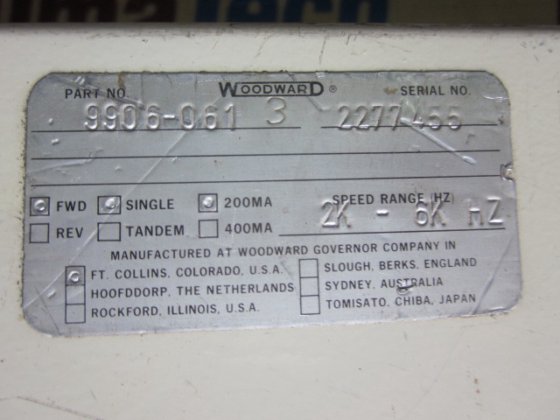 PART NO. WOODWARD® SERIAL NO.
9906-061 3 2277455
FWD SINGLE 200MA SPEED RANGE (HZ)
REV TANDEM 400MA 2K - 6K HZ
MANUFACTURED AT WOODWARD GOVERNOR COMPANY IN
FT. COLLINS, COLORADO, U.S.A. SLOUGH, BERKS, ENGLAND
HOOFDDORP, THE NETHERLANDS SYDNEY, AUSTRALIA
ROCKFORD, ILLINOIS, U.S.A. TOMISATO, CHIBA, JAPAN